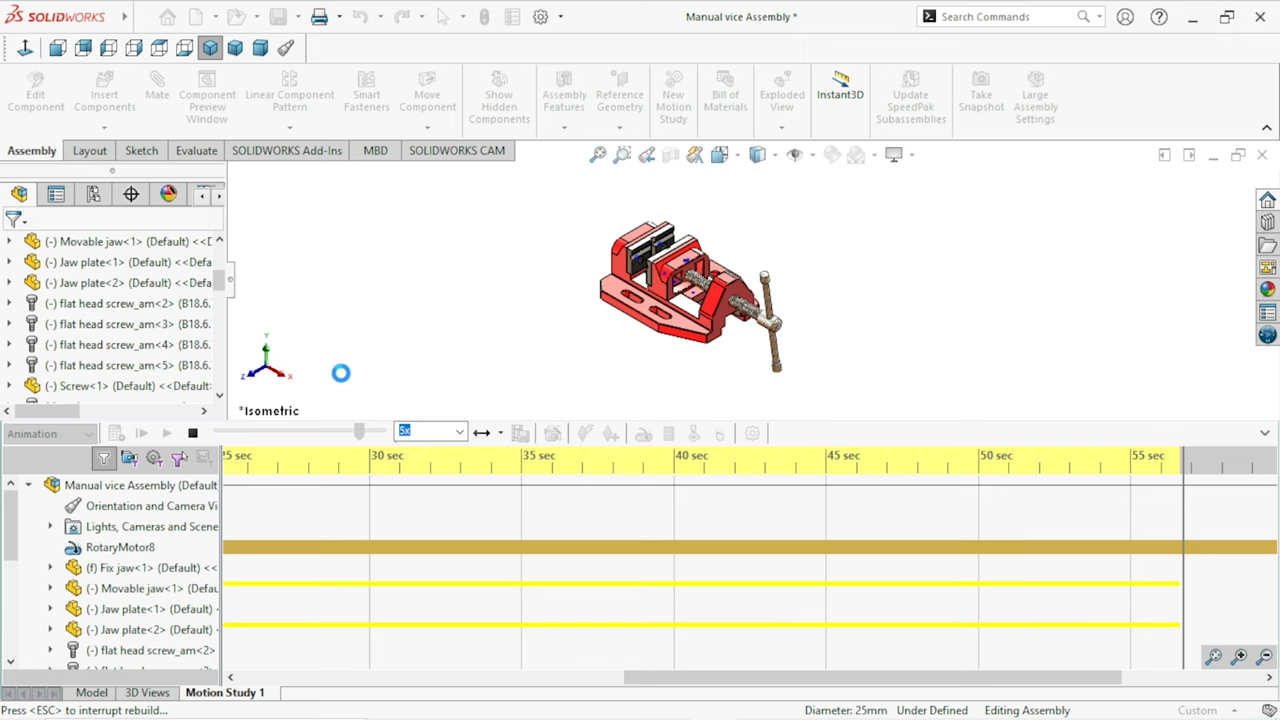 SOLIDWORKS
Manual vice Assembly *
Search Commands
Edit Component
Insert Components
Mate
Component Preview Window
Linear Component Pattern
Smart Fasteners
Move Component
Show Hidden Components
Assembly Features
Reference Geometry
New Motion Study
Bill of Materials
Exploded View
Instant3D
Update SpeedPak Subassemblies
Take Snapshot
Large Assembly Settings
Assembly
Layout
Sketch
Evaluate
SOLIDWORKS Add-Ins
MBD
SOLIDWORKS CAM
(-) Movable jaw<1> (Default) <<D
(-) Jaw plate<1> (Default) <<Defa
(-) Jaw plate<2> (Default) <<Defa
(-) flat head screw_am<2> (B18.6.
(-) flat head screw_am<3> (B18.6.
(-) flat head screw_am<4> (B18.6.
(-) flat head screw_am<5> (B18.6.
(-) Screw<1> (Default) <<Default
Y
Z
X
*Isometric
Animation
5x
25 sec
30 sec
35 sec
40 sec
45 sec
50 sec
55 sec
Manual vice Assembly (Default
Orientation and Camera Vi
Lights, Cameras and Scene
RotaryMotor8
(f) Fix jaw<1> (Default) <<
(-) Movable jaw<1> (Defau
(-) Jaw plate<1> (Default)
(-) Jaw plate<2> (Default)
(-) flat head screw_am<2>
Model
3D Views
Motion Study 1
Press <ESC> to interrupt rebuild...
Diameter: 25mm
Under Defined
Editing Assembly
Custom